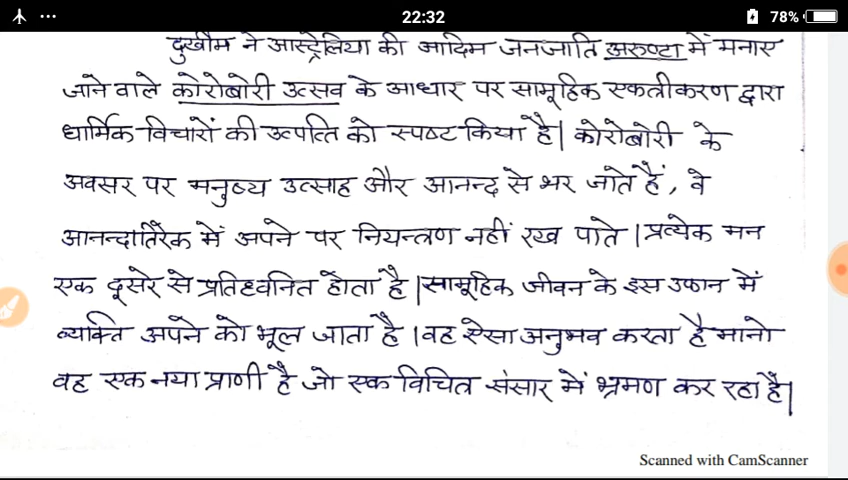 22:32
78%
दुर्खीम ने आस्ट्रेलिया की आदिम जनजाति अरुण्टा में मनाए
जाने वाले कोरोबोरी उत्सव के आधार पर सामूहिक एकत्रीकरण द्वारा
धार्मिक विचारों की उत्पत्ति को स्पष्ट किया है। कोरोबोरी के
अवसर पर मनुष्य उत्साह और आनन्द से भर जाते हैं, वे
आनन्दातिरेक में अपने पर नियन्त्रण नहीं रख पाते। प्रत्येक मन
एक दूसरे से प्रतिध्वनित होता है। सामूहिक जीवन के इस उफान में
व्यक्ति अपने को भूल जाता है। वह ऐसा अनुभव करता है मानो
वह एक नया प्राणी है जो एक विचित्र संसार में भ्रमण कर रहा है।
Scanned with CamScanner